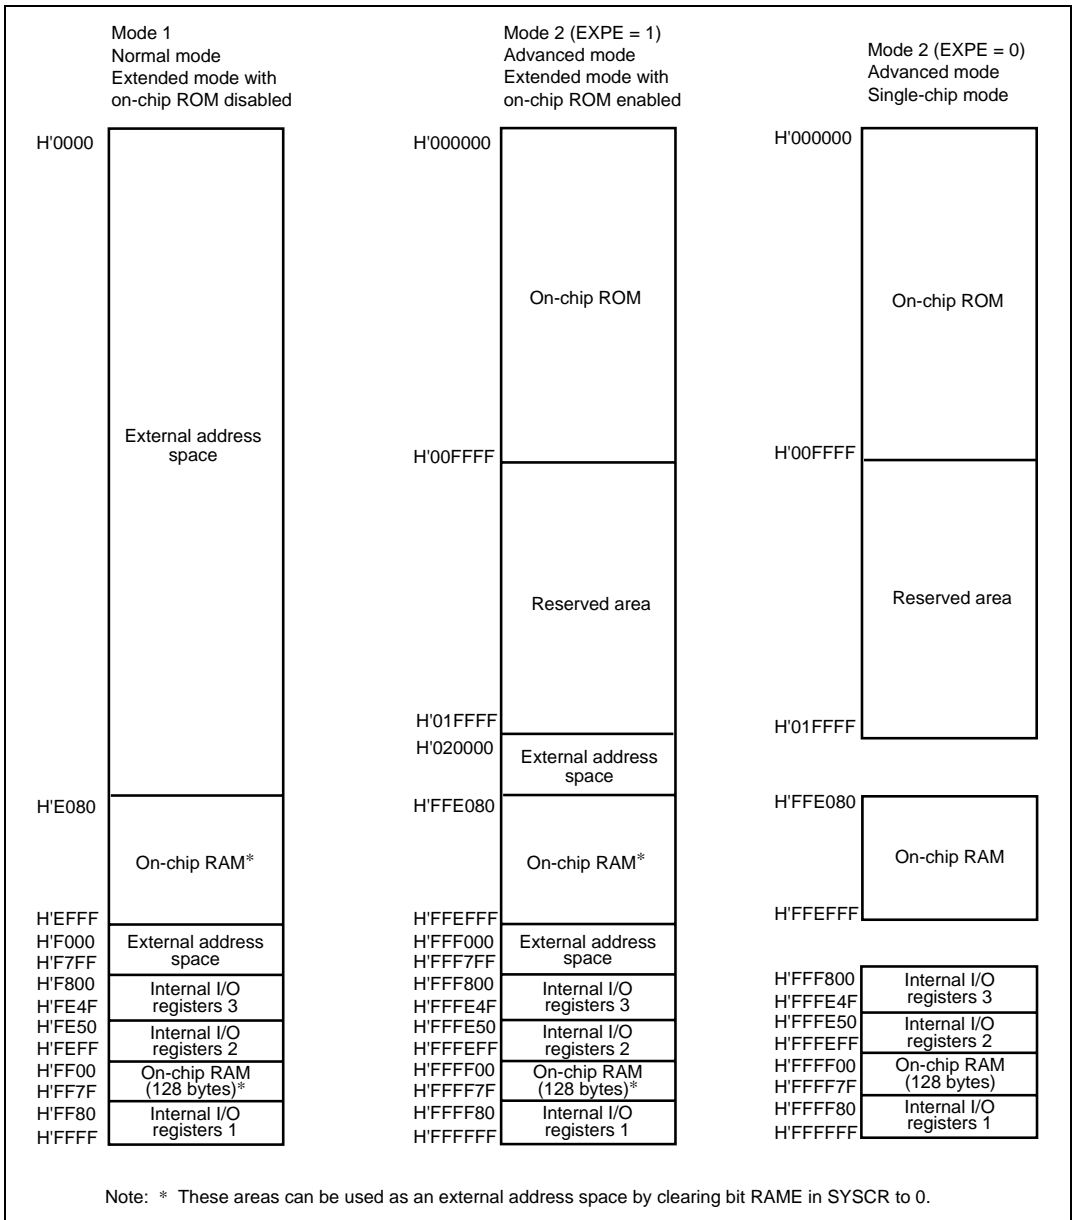 Mode 1
Normal mode
Extended mode with
on-chip ROM disabled
H'0000
External address
space
H'E080
On-chip RAM*
H'EFFF
H'F000
External address
space
H'F7FF
H'F800
Internal I/O
registers 3
H'FE4F
H'FE50
Internal I/O
registers 2
H'FEFF
H'FF00
On-chip RAM
(128 bytes)*
H'FF7F
H'FF80
Internal I/O
registers 1
H'FFFF
Mode 2 (EXPE = 1)
Advanced mode
Extended mode with
on-chip ROM enabled
H'000000
On-chip ROM
H'00FFFF
Reserved area
H'01FFFF
H'020000
External address
space
H'FFE080
On-chip RAM*
H'FFEFFF
H'FFF000
External address
space
H'FFF7FF
H'FFF800
Internal I/O
registers 3
H'FFFE4F
H'FFFE50
Internal I/O
registers 2
H'FFFEFF
H'FFFF00
On-chip RAM
(128 bytes)*
H'FFFF7F
H'FFFF80
Internal I/O
registers 1
H'FFFFFF
Mode 2 (EXPE = 0)
Advanced mode
Single-chip mode
H'000000
On-chip ROM
H'00FFFF
Reserved area
H'01FFFF
H'FFE080
On-chip RAM
H'FFEFFF
H'FFF800
Internal I/O
registers 3
H'FFFE4F
H'FFFE50
Internal I/O
registers 2
H'FFFEFF
H'FFFF00
On-chip RAM
(128 bytes)
H'FFFF7F
H'FFFF80
Internal I/O
registers 1
H'FFFFFF
Note: * These areas can be used as an external address space by clearing bit RAME in SYSCR to 0.